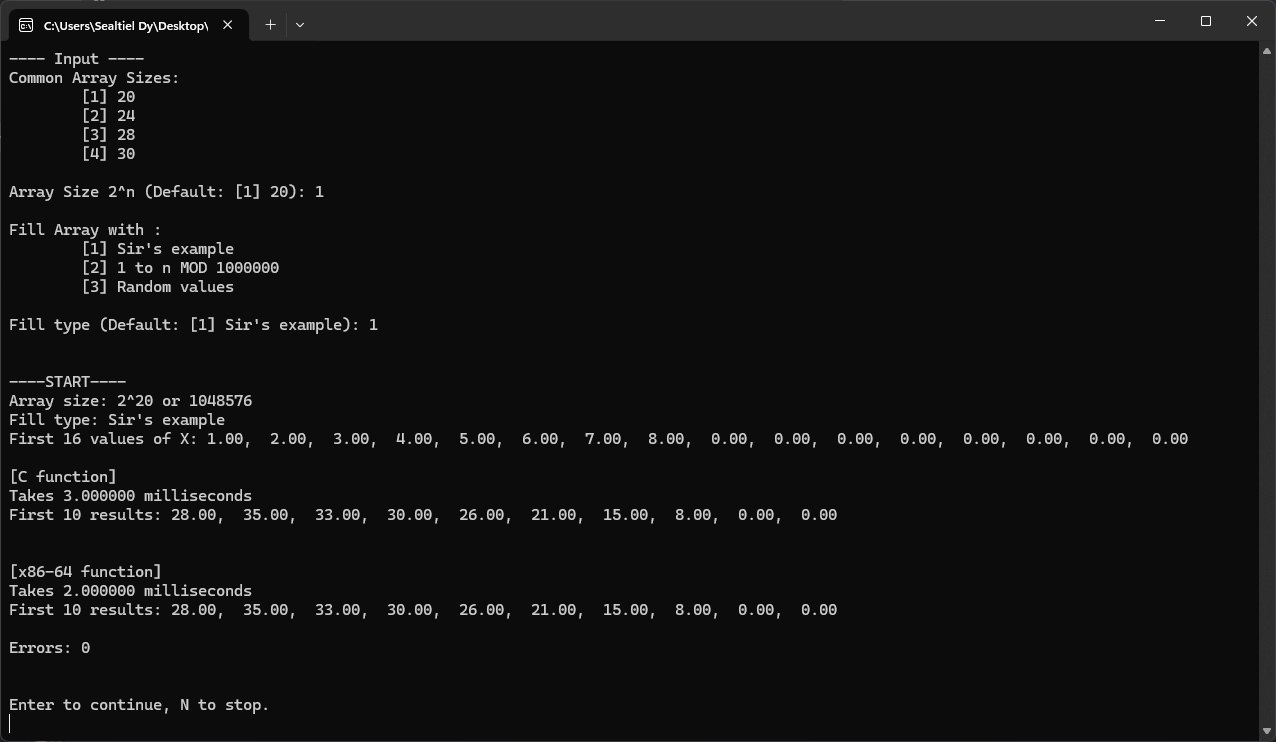 C:\Users\Sealtiel Dy\Desktop\
---- Input ----
Common Array Sizes:
[1] 20
[2] 24
[3] 28
[4] 30
Array Size 2^n (Default: [1] 20): 1
Fill Array with :
[1] Sir's example
[2] 1 to n MOD 1000000
[3] Random values
Fill type (Default: [1] Sir's example): 1
----START----
Array size: 2^20 or 1048576
Fill type: Sir's example
First 16 values of X: 1.00,  2.00,  3.00,  4.00,  5.00,  6.00,  7.00,  8.00,  0.00,  0.00,  0.00,  0.00,  0.00,  0.00,  0.00,  0.00
[C function]
Takes 3.000000 milliseconds
First 10 results: 28.00,  35.00,  33.00,  30.00,  26.00,  21.00,  15.00,  8.00,  0.00,  0.00
[x86-64 function]
Takes 2.000000 milliseconds
First 10 results: 28.00,  35.00,  33.00,  30.00,  26.00,  21.00,  15.00,  8.00,  0.00,  0.00
Errors: 0
Enter to continue, N to stop.